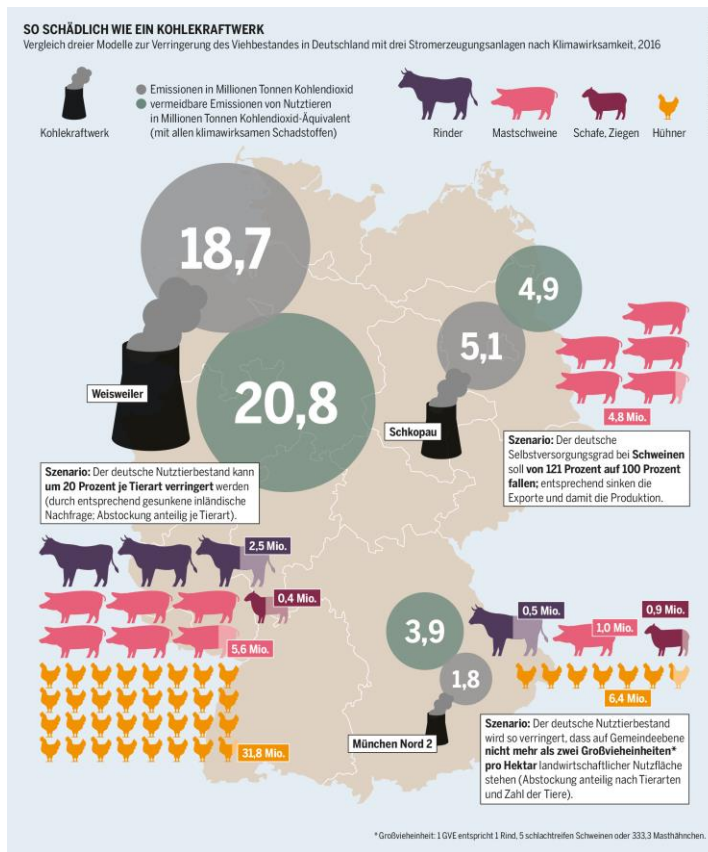 SO SCHÄDLICH WIE EIN KOHLEKRAFTWERK
Vergleich dreier Modelle zur Verringerung des Viehbestandes in Deutschland mit drei Stromerzeugungsanlagen nach Klimawirksamkeit, 2016
Emissionen in Millionen Tonnen Kohlendioxid
vermeidbare Emissionen von Nutztieren
in Millionen Tonnen Kohlendioxid-Äquivalent
(mit allen klimawirksamen Schadstoffen)
Kohlekraftwerk
Rinder
Mastschweine
Schafe, Ziegen
Hühner
18,7
20,8
Weisweiler
Szenario: Der deutsche Nutztierbestand kann
um 20 Prozent je Tierart verringert werden
(durch entsprechend gesunkene inländische
Nachfrage; Abstockung anteilig je Tierart).
2,5 Mio.
0,4 Mio.
5,6 Mio.
31,8 Mio.
4,9
5,1
Schkopau
4,8 Mio.
Szenario: Der deutsche
Selbstversorgungsgrad bei Schweinen
soll von 121 Prozent auf 100 Prozent
fallen; entsprechend sinken die
Exporte und damit die Produktion.
3,9
1,8
München Nord 2
0,5 Mio.
1,0 Mio.
0,9 Mio.
6,4 Mio.
Szenario: Der deutsche Nutztierbestand
wird so verringert, dass auf Gemeindeebene
nicht mehr als zwei Großvieheinheiten*
pro Hektar landwirtschaftlicher Nutzfläche
stehen (Abstockung anteilig nach Tierarten
und Zahl der Tiere).
* Großvieheinheit: 1 GVE entspricht 1 Rind, 5 schlachtreifen Schweinen oder 333,3 Masthähnchen.